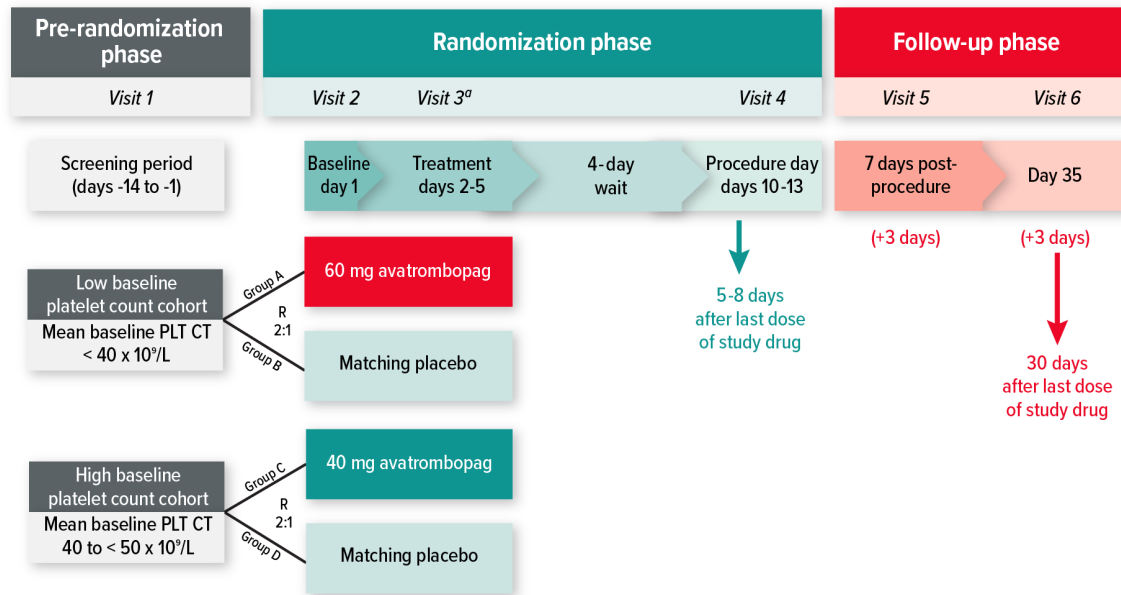 Pre-randomization
phase
Randomization phase
Follow-up phase
Visit 1
Visit 2
Visit 3ª
Visit 4
Visit 5
Visit 6
Screening period
(days -14 to -1)
Baseline
day 1
Treatment
days 2-5
4-day
wait
Procedure day
days 10-13
7 days post-
procedure
Day 35
(+3 days)
(+3 days)
5-8 days
after last dose
of study drug
30 days
after last dose
of study drug
Low baseline
platelet count cohort
Mean baseline PLT CT
< 40 x 10⁹/L
Group A
R
2:1
Group B
60 mg avatrombopag
Matching placebo
High baseline
platelet count cohort
Mean baseline PLT CT
40 to < 50 x 10⁹/L
Group C
R
2:1
Group D
40 mg avatrombopag
Matching placebo